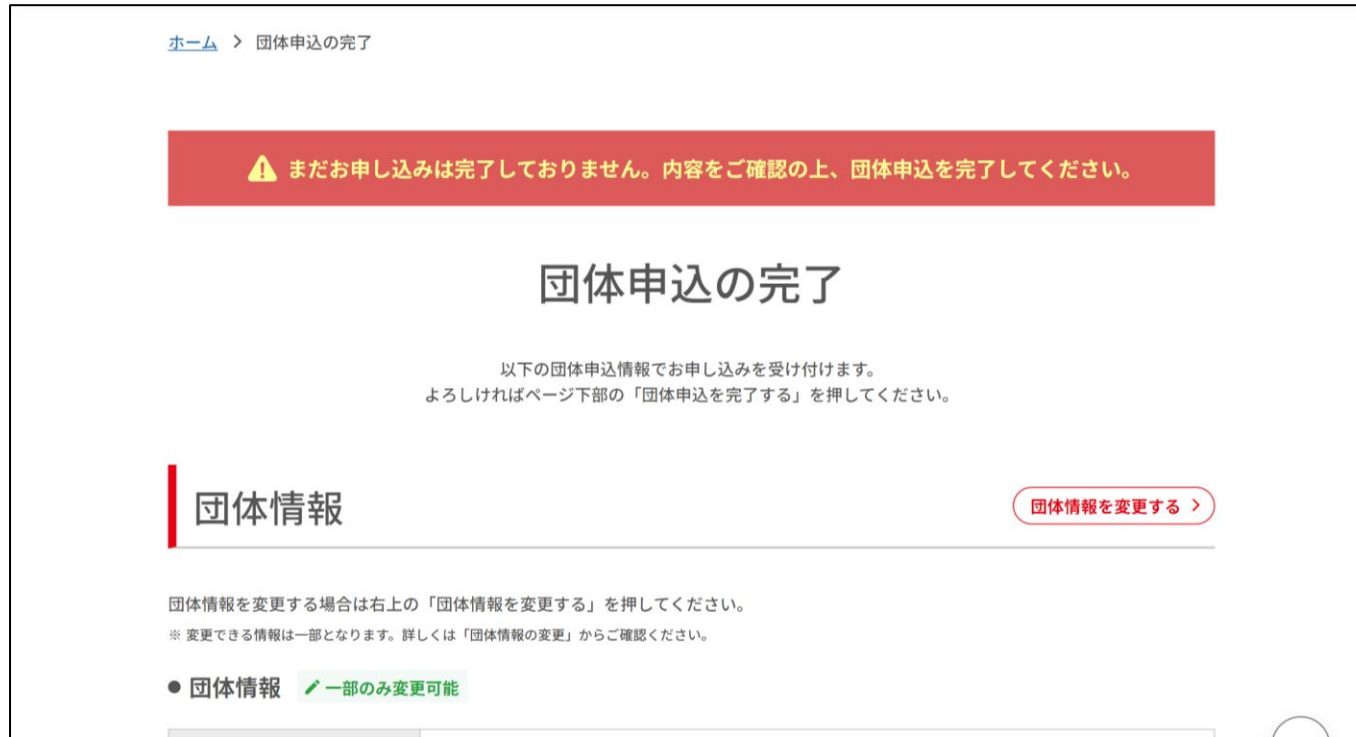 ホーム > 団体申込の完了
まだお申し込みは完了しておりません。内容をご確認の上、団体申込を完了してください。
団体申込の完了
以下の団体申込情報でお申し込みを受け付けます。
よろしければページ下部の「団体申込を完了する」を押してください。
団体情報
団体情報を変更する >
団体情報を変更する場合は右上の「団体情報を変更する」を押してください。
※ 変更できる情報は一部となります。詳しくは「団体情報の変更」からご確認ください。
● 団体情報 一部のみ変更可能